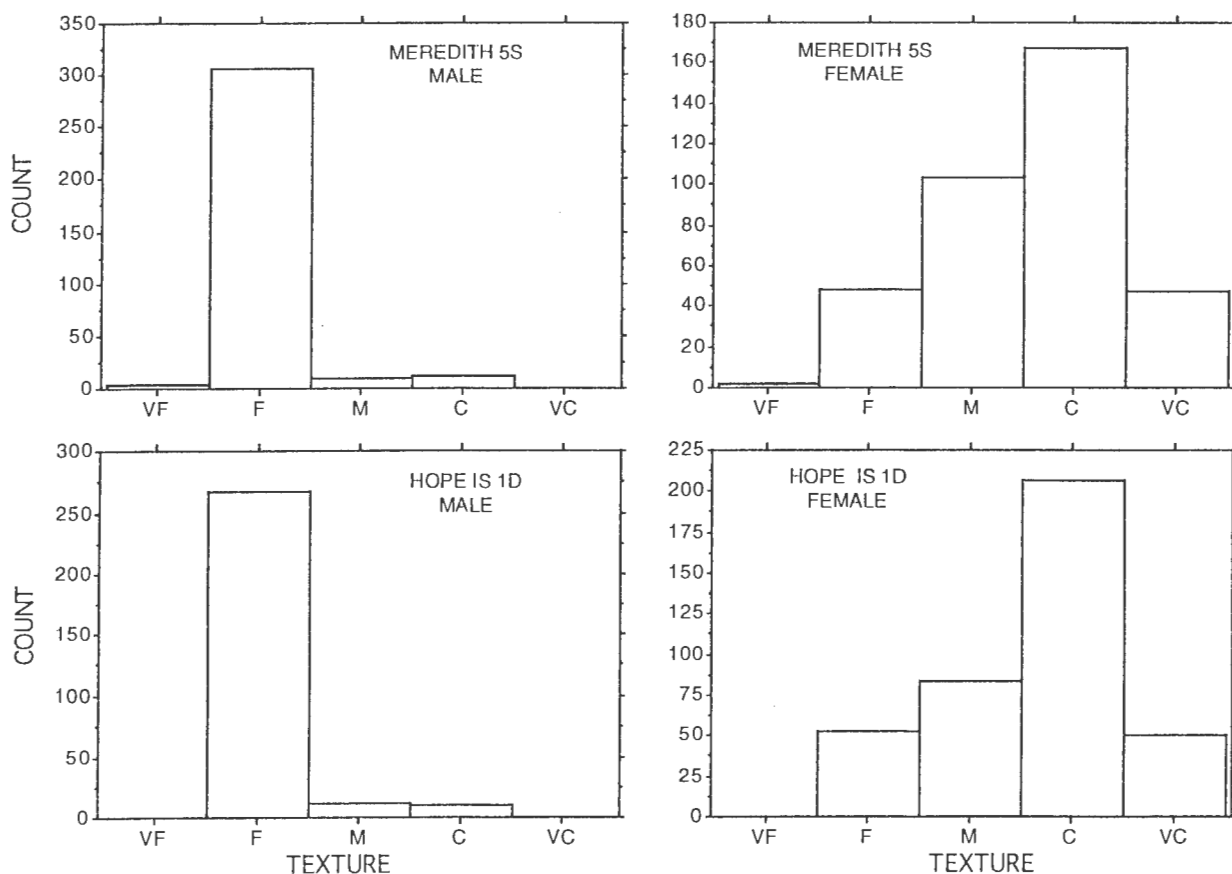 350
300
250
200
150
100
50
0
COUNT
MEREDITH 5S
MALE
VF F M C VC
180
160
140
120
100
80
60
40
20
0
MEREDITH 5S
FEMALE
VF F M C VC
300
250
200
150
100
50
0
COUNT
HOPE IS 1D
MALE
VF F M C VC
TEXTURE
225
200
175
150
125
100
75
50
25
0
HOPE IS 1D
FEMALE
VF F M C VC
TEXTURE